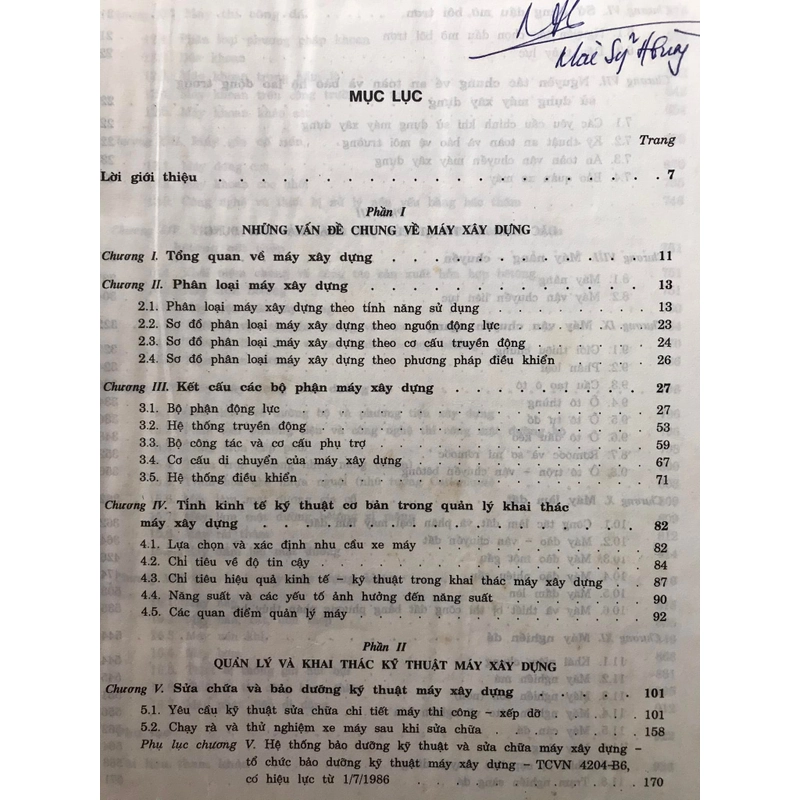 Mai Sỹ Hùng
MỤC LỤC
Trang
Lời giới thiệu . . . . . . . . . . . . . . . . . . 7
Phần I
NHỮNG VẤN ĐỀ CHUNG VỀ MÁY XÂY DỰNG
Chương I. Tổng quan về máy xây dựng . . . . . . . . . . 11
Chương II. Phân loại máy xây dựng . . . . . . . . . . . 13
2.1. Phân loại máy xây dựng theo tính năng sử dụng 13
2.2. Sơ đồ phân loại máy xây dựng theo nguồn động lực 23
2.3. Sơ đồ phân loại máy xây dựng theo cơ cấu truyền động 24
2.4. Sơ đồ phân loại máy xây dựng theo phương pháp điều khiển 26
Chương III. Kết cấu các bộ phận máy xây dựng . . . . . . . . 27
3.1. Bộ phận động lực 27
3.2. Hệ thống truyền động 53
3.3. Bộ công tác và cơ cấu phụ trợ 59
3.4. Cơ cấu di chuyển của máy xây dựng 67
3.5. Hệ thống điều khiển 71
Chương IV. Tính kinh tế kỹ thuật cơ bản trong quản lý khai thác
máy xây dựng . . . . . . . . . . . . . . . 82
4.1. Lựa chọn và xác định nhu cầu xe máy 82
4.2. Chỉ tiêu về độ tin cậy 84
4.3. Chỉ tiêu hiệu quả kinh tế – kỹ thuật trong khai thác máy xây dựng 87
4.4. Năng suất và các yếu tố ảnh hưởng đến năng suất 90
4.5. Các quan điểm quản lý máy 92
Phần II
QUẢN LÝ VÀ KHAI THÁC KỸ THUẬT MÁY XÂY DỰNG
Chương V. Sửa chữa và bảo dưỡng kỹ thuật máy xây dựng . . . . . 101
5.1. Yêu cầu kỹ thuật sửa chữa chi tiết máy thi công – xếp dỡ 101
5.2. Chạy rà và thử nghiệm xe máy sau khi sửa chữa 158
Phụ lục chương V. Hệ thống bảo dưỡng kỹ thuật và sửa chữa máy xây dựng –
tổ chức bảo dưỡng kỹ thuật máy xây dựng – TCVN 4204-B6,
có hiệu lực từ 1/7/1986 170